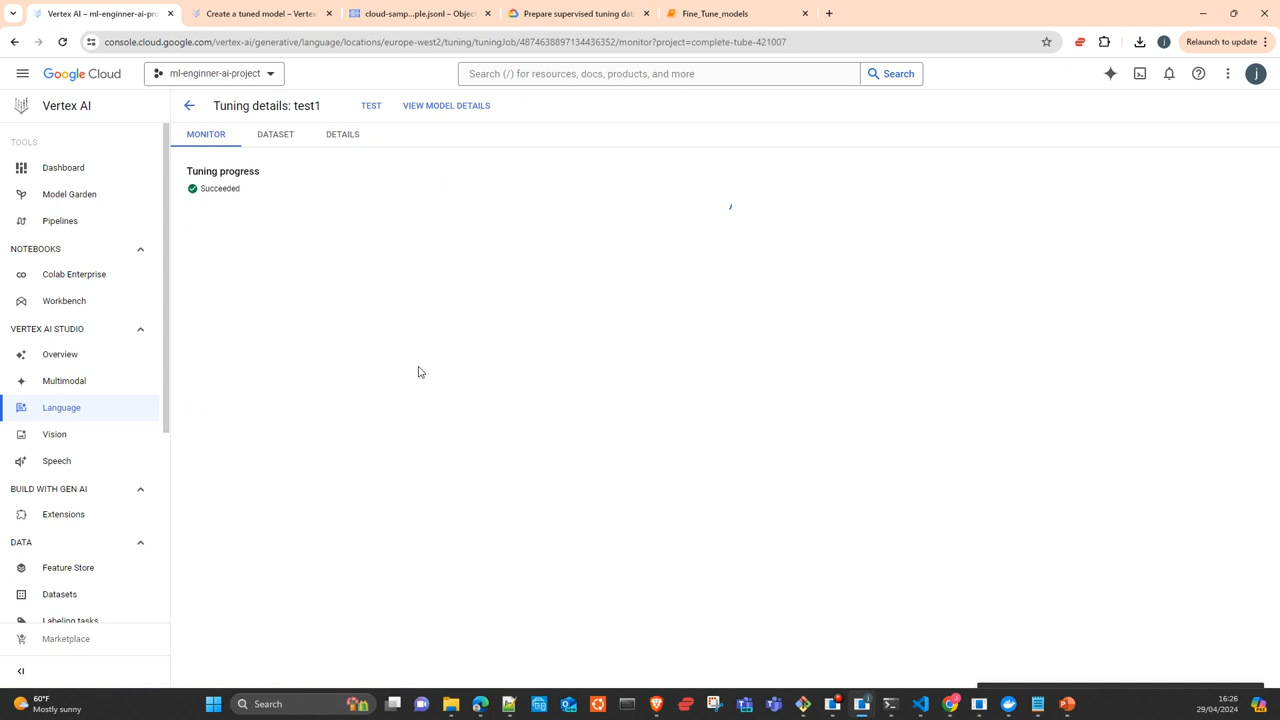 Vertex AI – ml-enginner-ai-pro
Create a tuned model – Vertex
cloud-samp...ple.jsonl – Objec
Prepare supervised tuning dat
Fine_Tune_models
console.cloud.google.com/vertex-ai/generative/language/locations/europe-west2/tuning/tuningJob/4874638897134436352/monitor?project=complete-tube-421007
Relaunch to update
Google Cloud
ml-enginner-ai-project
Search (/) for resources, docs, products, and more
Search
j
Vertex AI
Tuning details: test1
TEST
VIEW MODEL DETAILS
MONITOR
DATASET
DETAILS
TOOLS
Dashboard
Model Garden
Pipelines
NOTEBOOKS
Colab Enterprise
Workbench
VERTEX AI STUDIO
Overview
Multimodal
Language
Vision
Speech
BUILD WITH GEN AI
Extensions
DATA
Feature Store
Datasets
Labeling tasks
Marketplace
Tuning progress
Succeeded
60°F
Mostly sunny
Search
16:26
29/04/2024